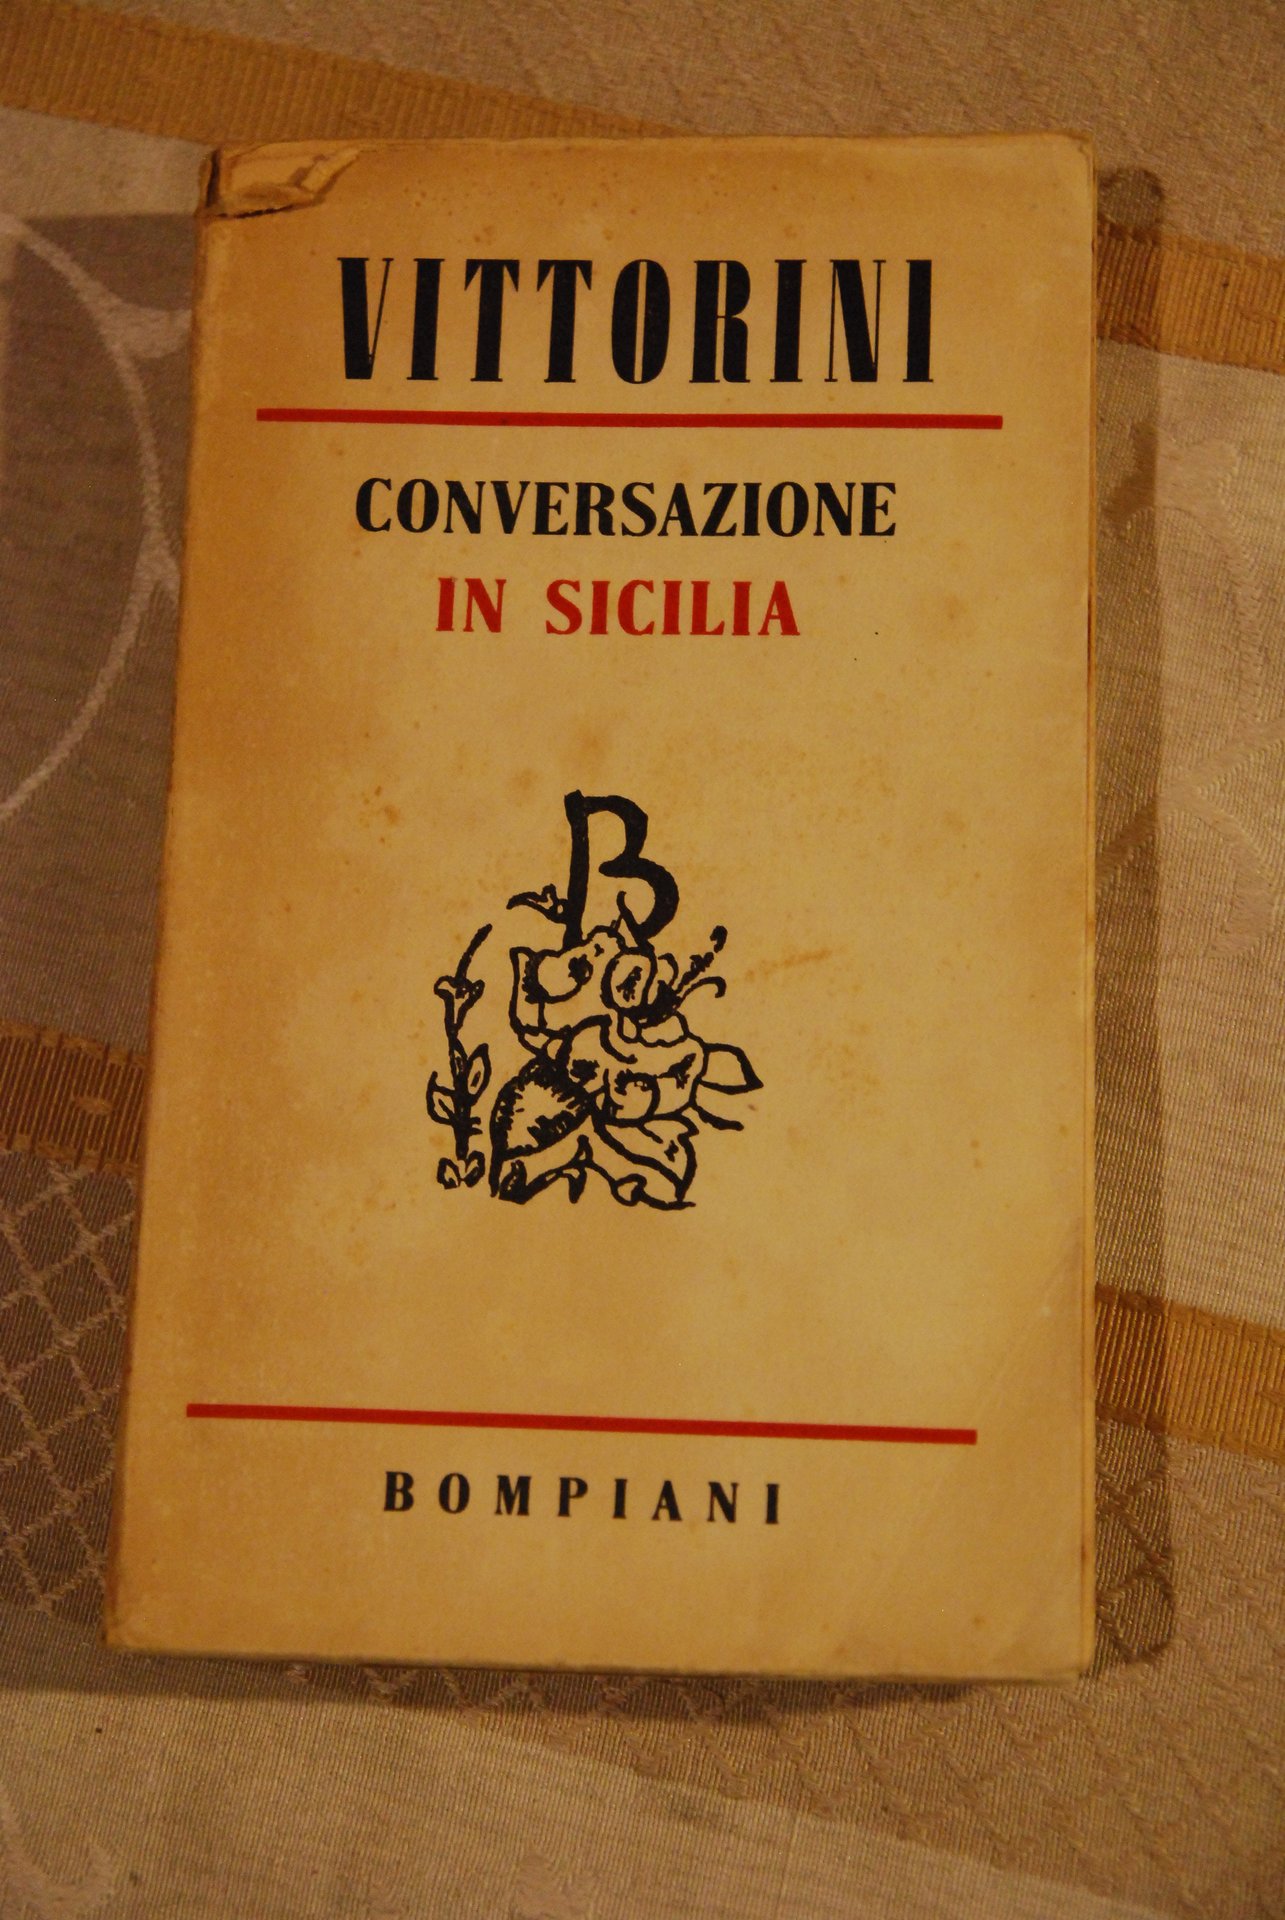 VITTORINI
CONVERSAZIONE
IN SICILIA
B
BOMPIANI